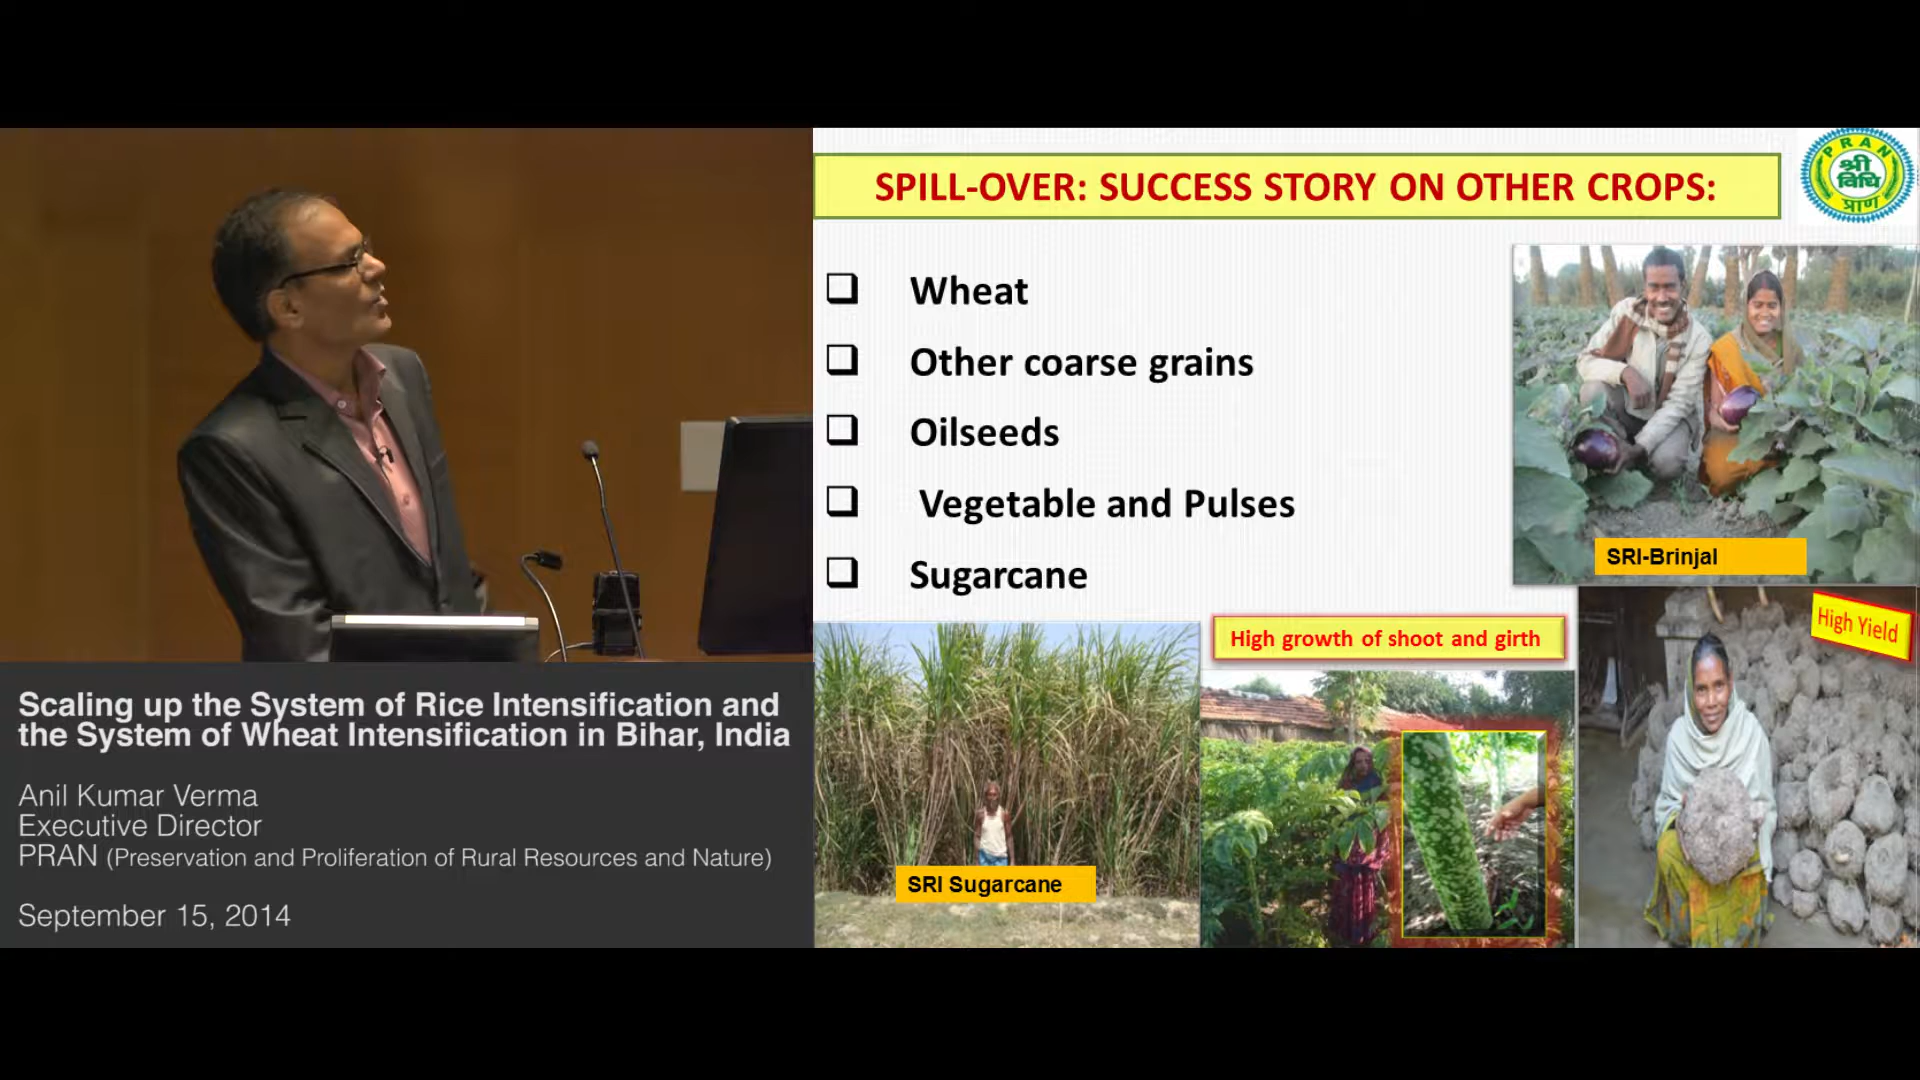 SPILL-OVER: SUCCESS STORY ON OTHER CROPS:
PRAN
श्री
विधि
प्राण
Wheat
Other coarse grains
Oilseeds
Vegetable and Pulses
Sugarcane
SRI-Brinjal
High growth of shoot and girth
High Yield
SRI Sugarcane
Scaling up the System of Rice Intensification and
the System of Wheat Intensification in Bihar, India
Anil Kumar Verma
Executive Director
PRAN (Preservation and Proliferation of Rural Resources and Nature)
September 15, 2014